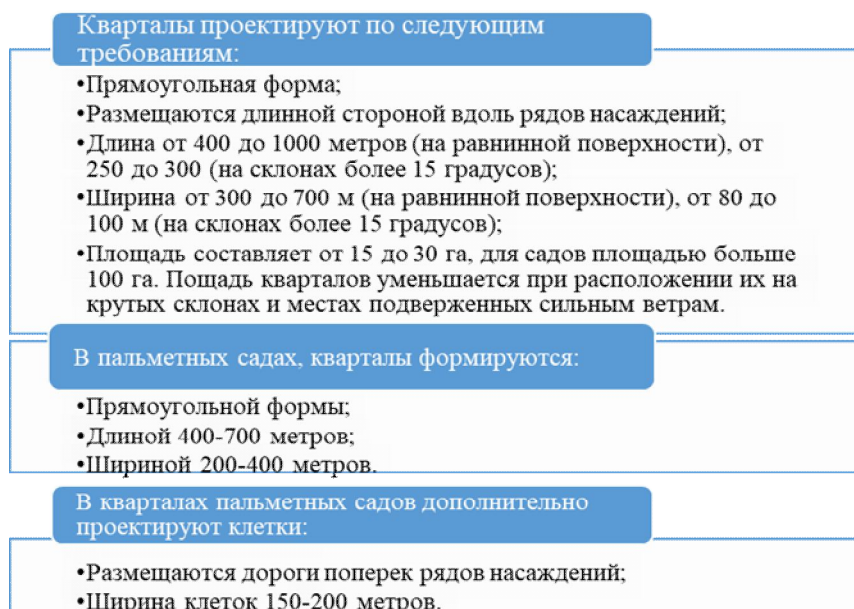 Кварталы проектируют по следующим
требованиям:
•Прямоугольная форма;
•Размещаются длинной стороной вдоль рядов насаждений;
•Длина от 400 до 1000 метров (на равнинной поверхности), от
250 до 300 (на склонах более 15 градусов);
•Ширина от 300 до 700 м (на равнинной поверхности), от 80 до
100 м (на склонах более 15 градусов);
•Площадь составляет от 15 до 30 га, для садов площадью больше
100 га. Пощадь кварталов уменьшается при расположении их на
крутых склонах и местах подверженных сильным ветрам.
В пальметных садах, кварталы формируются:
•Прямоугольной формы;
•Длиной 400-700 метров;
•Шириной 200-400 метров.
В кварталах пальметных садов дополнительно
проектируют клетки:
•Размещаются дороги поперек рядов насаждений;
•Ширина клеток 150-200 метров.